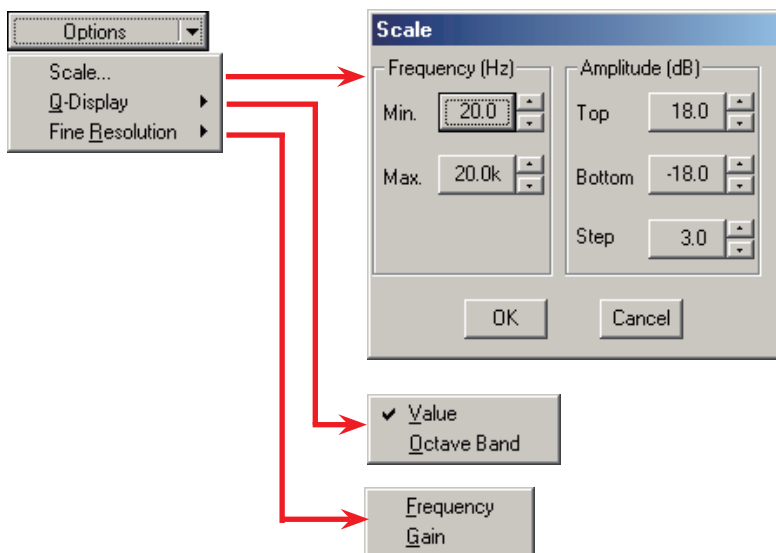 Options
Scale...
Q-Display
Fine Resolution
Scale
Frequency (Hz)
Min. 20.0
Max. 20.0k
Amplitude (dB)
Top 18.0
Bottom -18.0
Step 3.0
OK Cancel
Value
Octave Band
Frequency
Gain